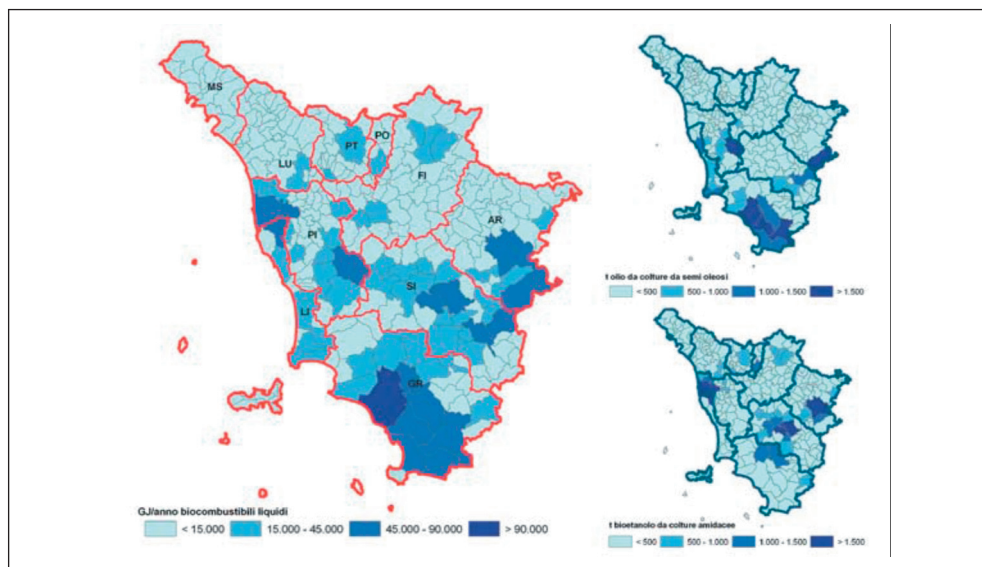 MS
LU
PT
PO
FI
PI
AR
SI
LI
GR
GJ/anno biocombustibili liquidi
< 15.000 15.000 - 45.000 45.000 - 90.000 > 90.000
t olio da colture da semi oleosi
< 500 500 - 1.000 1.000 - 1.500 > 1.500
t bioetanolo da colture amidacee
< 500 500 - 1.000 1.000 - 1.500 > 1.500